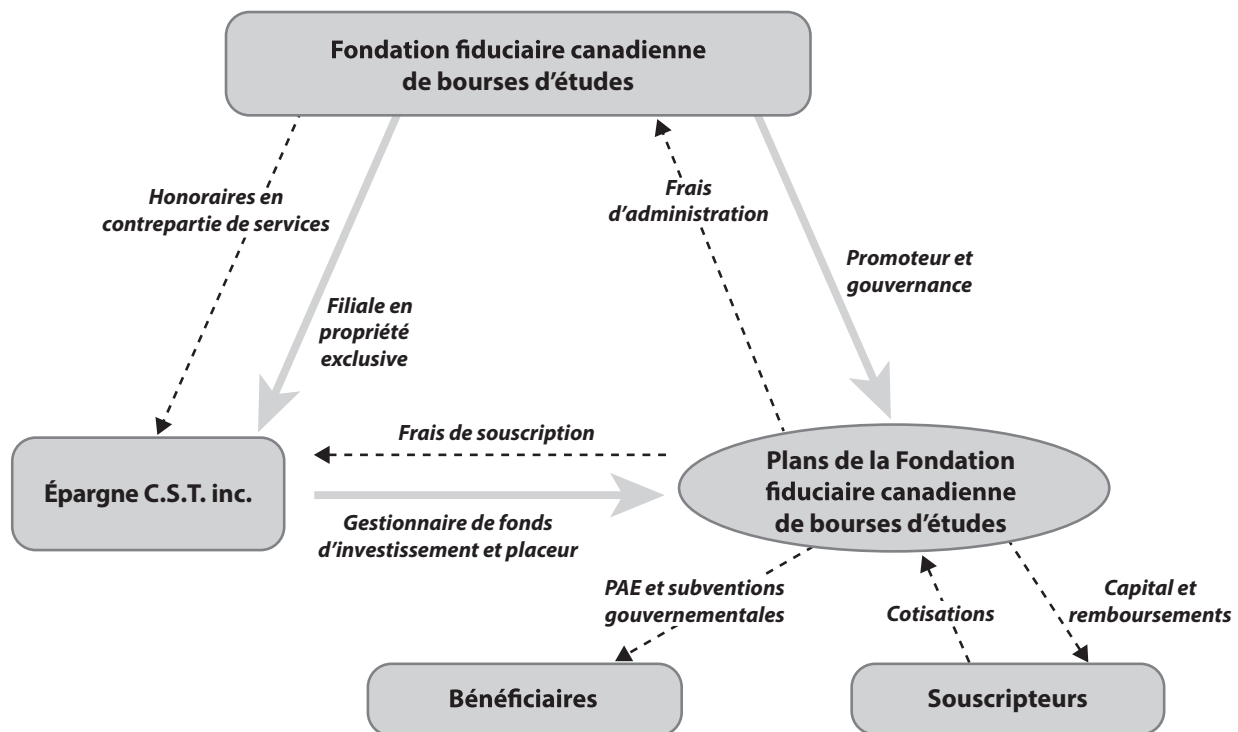 Fondation fiduciaire canadienne
de bourses d’études
Honoraires en
contrepartie de services
Frais
d’administration
Promoteur et
gouvernance
Filiale en
propriété
exclusive
Frais de souscription
Épargne C.S.T. inc.
Plans de la Fondation
fiduciaire canadienne
de bourses d’études
Gestionnaire de fonds
d’investissement et placeur
PAE et subventions
gouvernementales
Cotisations
Capital et
remboursements
Bénéficiaires
Souscripteurs